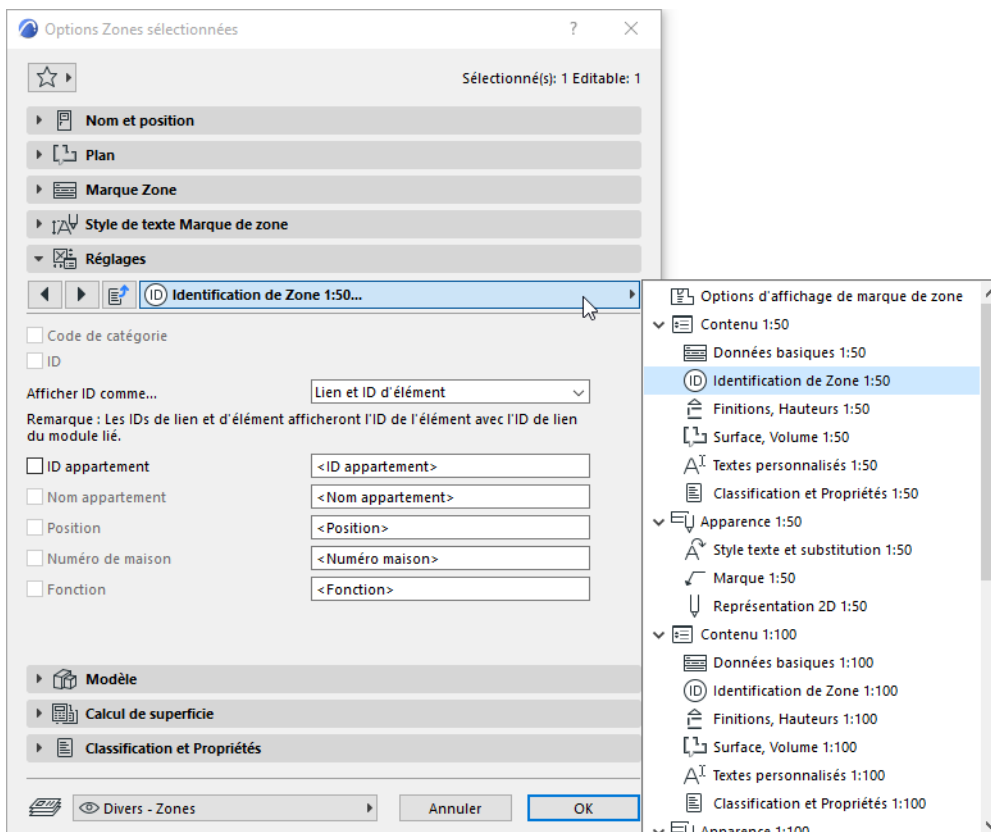 Options Zones sélectionnées
?
Sélectionné(s): 1 Editable: 1
Nom et position
Plan
Marque Zone
Style de texte Marque de zone
Réglages
ID Identification de Zone 1:50...
Code de catégorie
ID
Afficher ID comme... Lien et ID d'élément
Remarque : Les IDs de lien et d'élément afficheront l'ID de l'élément avec l'ID de lien
du module lié.
ID appartement <ID appartement>
Nom appartement <Nom appartement>
Position <Position>
Numéro de maison <Numéro maison>
Fonction <Fonction>
Modèle
Calcul de superficie
Classification et Propriétés
Divers - Zones Annuler OK
Options d'affichage de marque de zone
Contenu 1:50
Données basiques 1:50
ID Identification de Zone 1:50
Finitions, Hauteurs 1:50
Surface, Volume 1:50
Textes personnalisés 1:50
Classification et Propriétés 1:50
Apparence 1:50
Style texte et substitution 1:50
Marque 1:50
Représentation 2D 1:50
Contenu 1:100
Données basiques 1:100
ID Identification de Zone 1:100
Finitions, Hauteurs 1:100
Surface, Volume 1:100
Textes personnalisés 1:100
Classification et Propriétés 1:100
Apparence 1:100